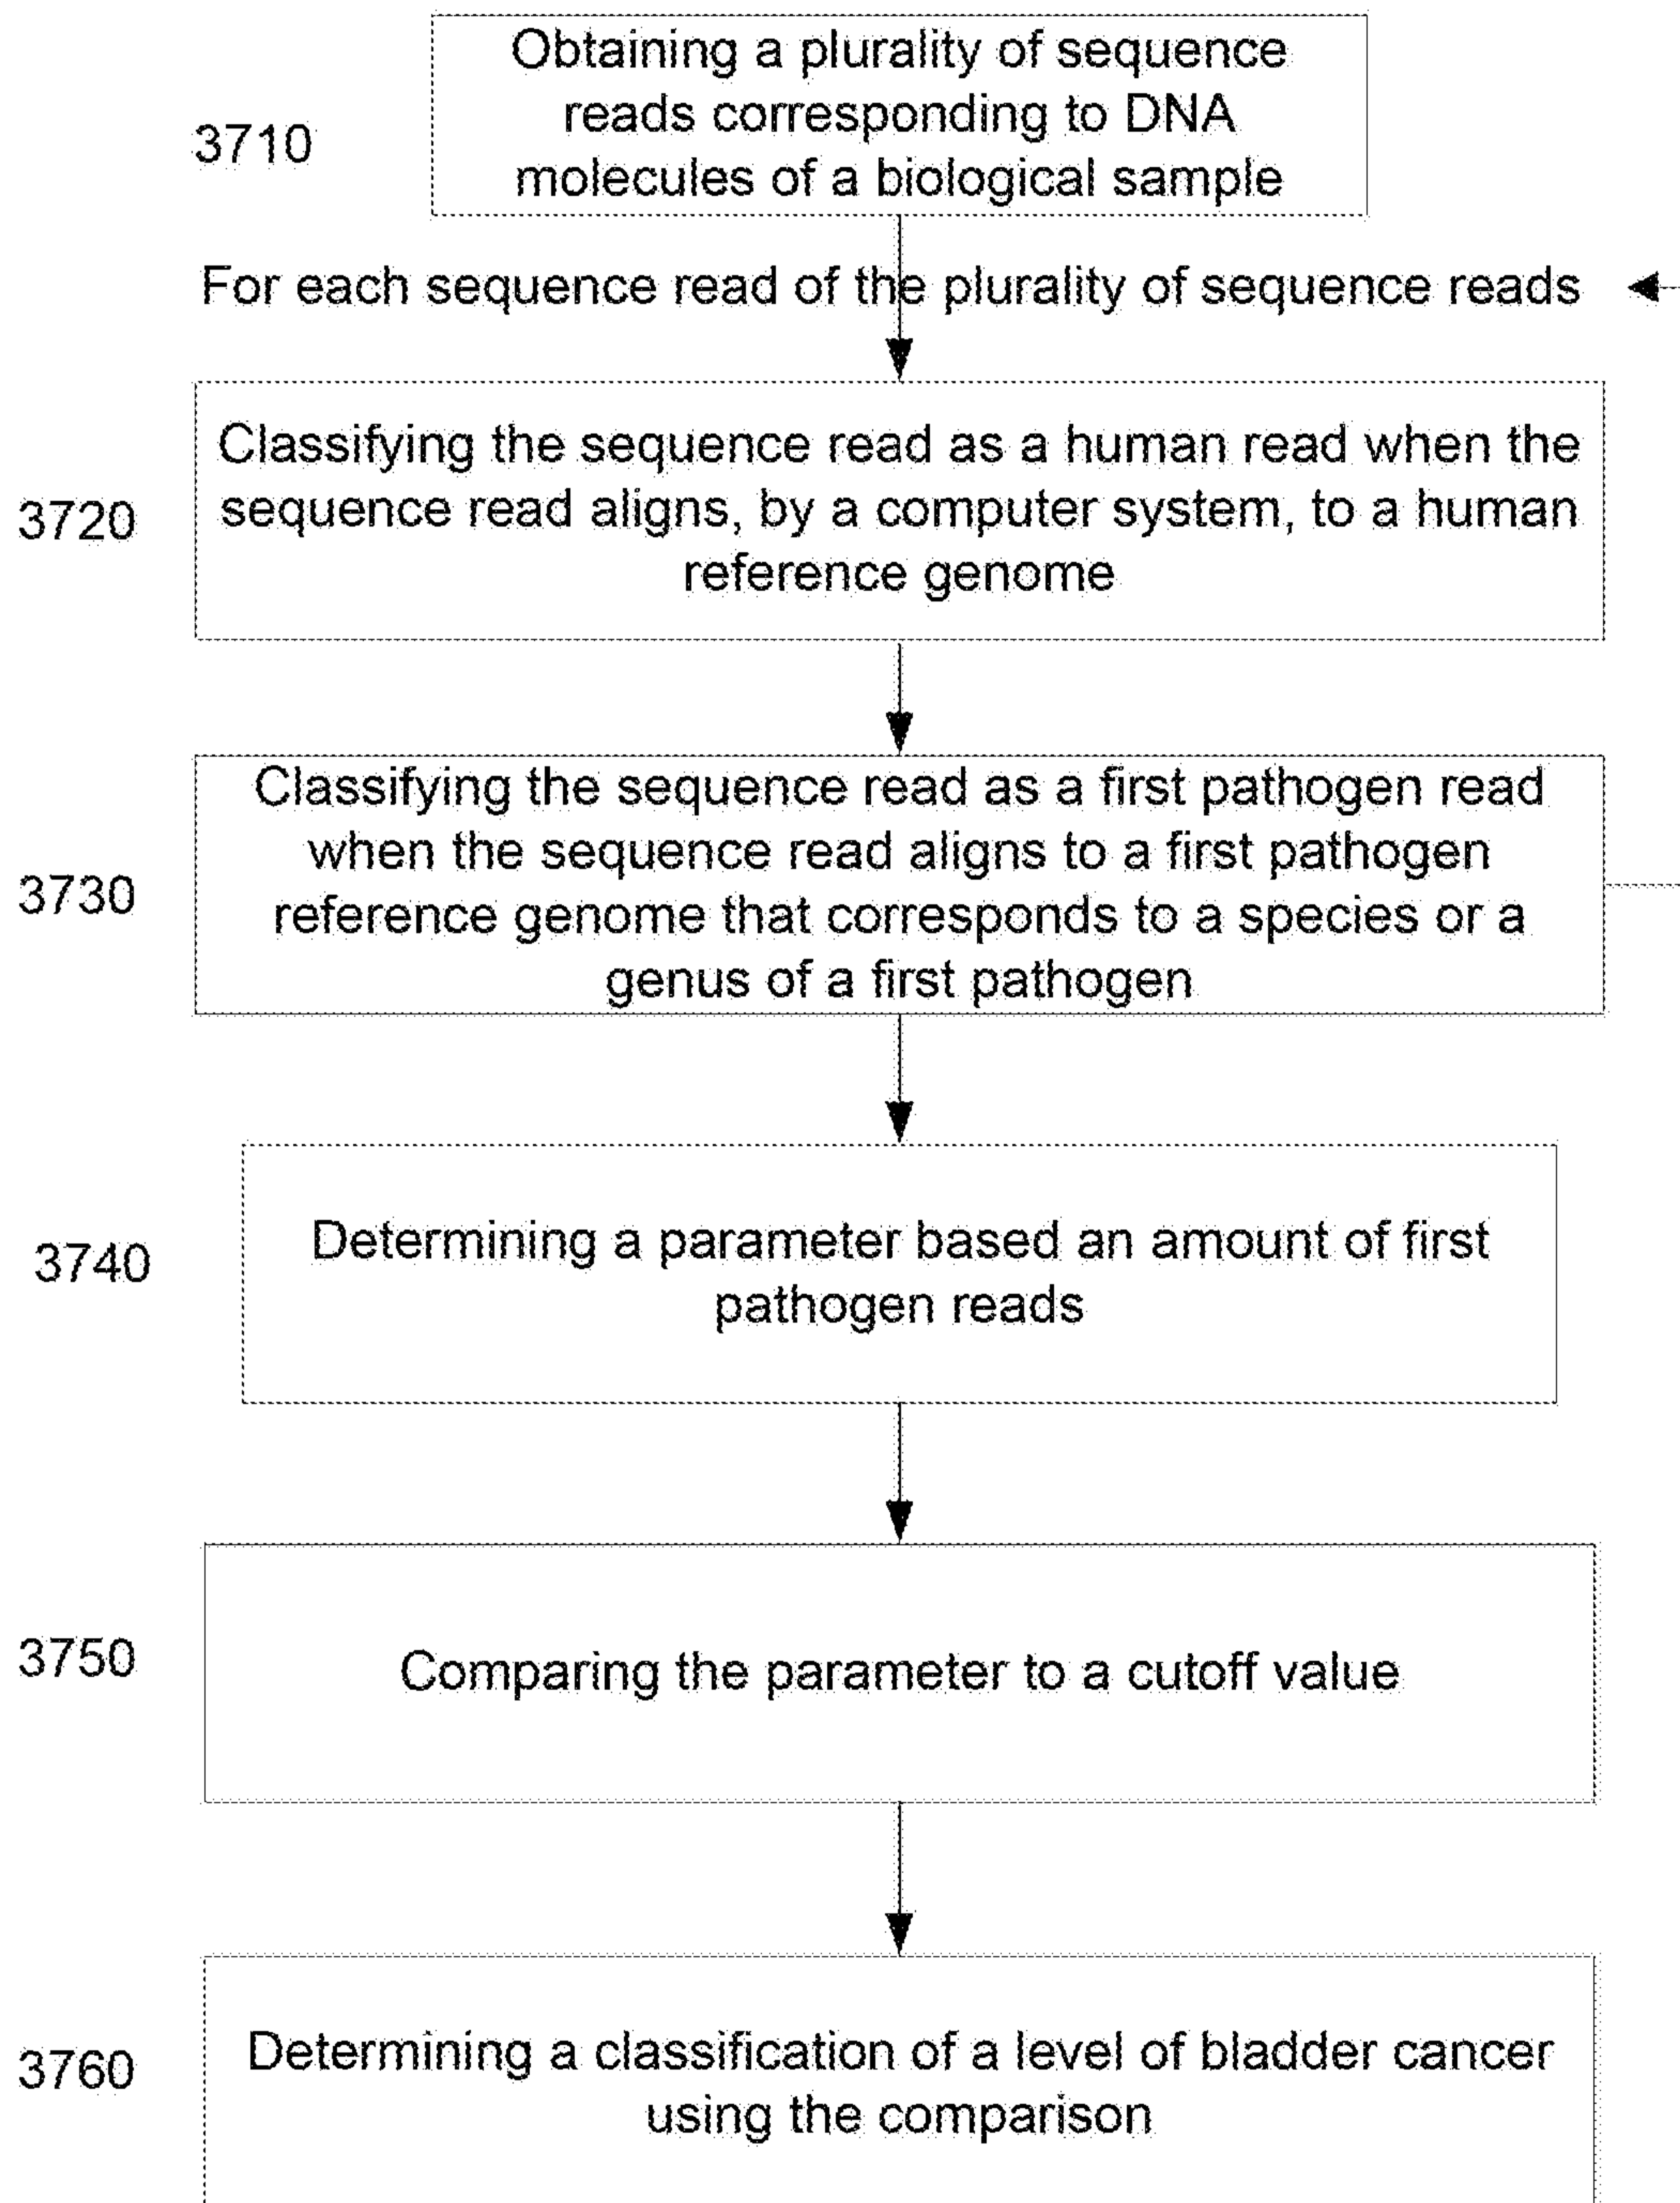 Obtaining a plurality of sequence
reads corresponding to DNA
molecules of a biological sample
3710
For each sequence read of the plurality of sequence reads
Classifying the sequence read as a human read when the
sequence read aligns, by a computer system, to a human
reference genome
3720
Classifying the sequence read as a first pathogen read
when the sequence read aligns to a first pathogen
reference genome that corresponds to a species or a
genus of a first pathogen
3730
Determining a parameter based an amount of first
pathogen reads
3740
Comparing the parameter to a cutoff value
3750
Determining a classification of a level of bladder cancer
using the comparison
3760